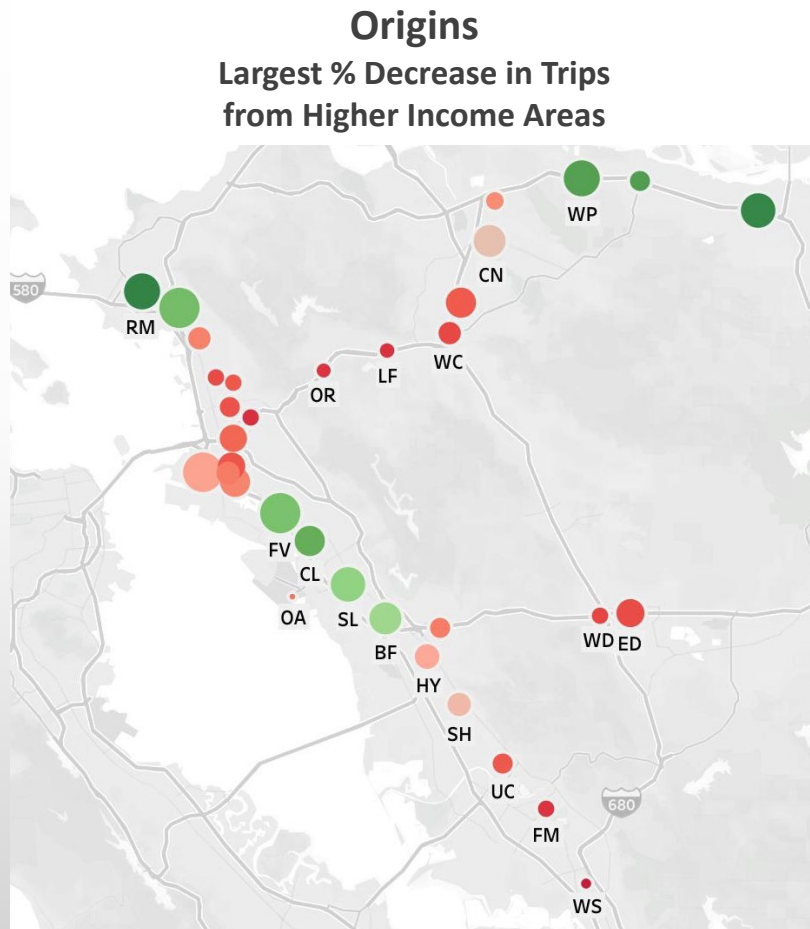 Origins
Largest % Decrease in Trips
from Higher Income Areas
WP
CN
580
RM
WC
LF
OR
FV
CL
OA
SL
BF
WD ED
HY
SH
UC
680
FM
WS